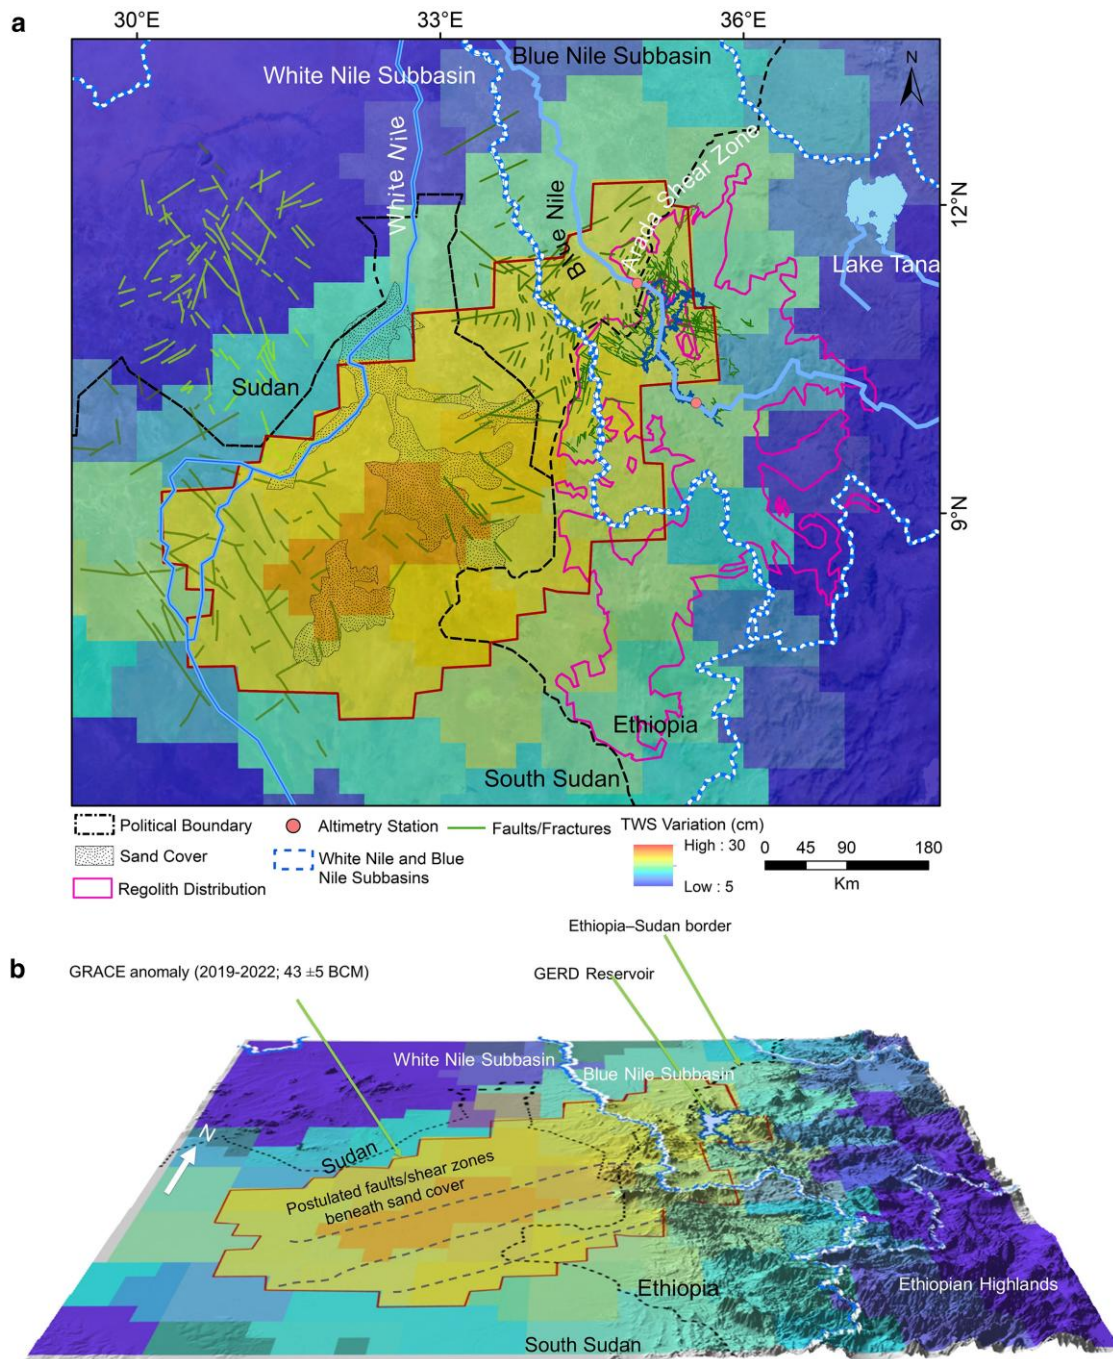 a
30°E
33°E
36°E
Blue Nile Subbasin
White Nile Subbasin
N
White Nile
Blue Nile
Arada Shear Zone
12°N
Lake Tana
Sudan
9°N
Ethiopia
South Sudan
Political Boundary
Altimetry Station
Faults/Fractures
TWS Variation (cm)
High : 30
Low : 5
0 45 90 180
Km
Sand Cover
White Nile and Blue
Nile Subbasins
Regolith Distribution
Ethiopia–Sudan border
b
GRACE anomaly (2019-2022; 43 ±5 BCM)
GERD Reservoir
White Nile Subbasin
Blue Nile Subbasin
N
Sudan
Postulated faults/shear zones
beneath sand cover
Ethiopia
Ethiopian Highlands
South Sudan